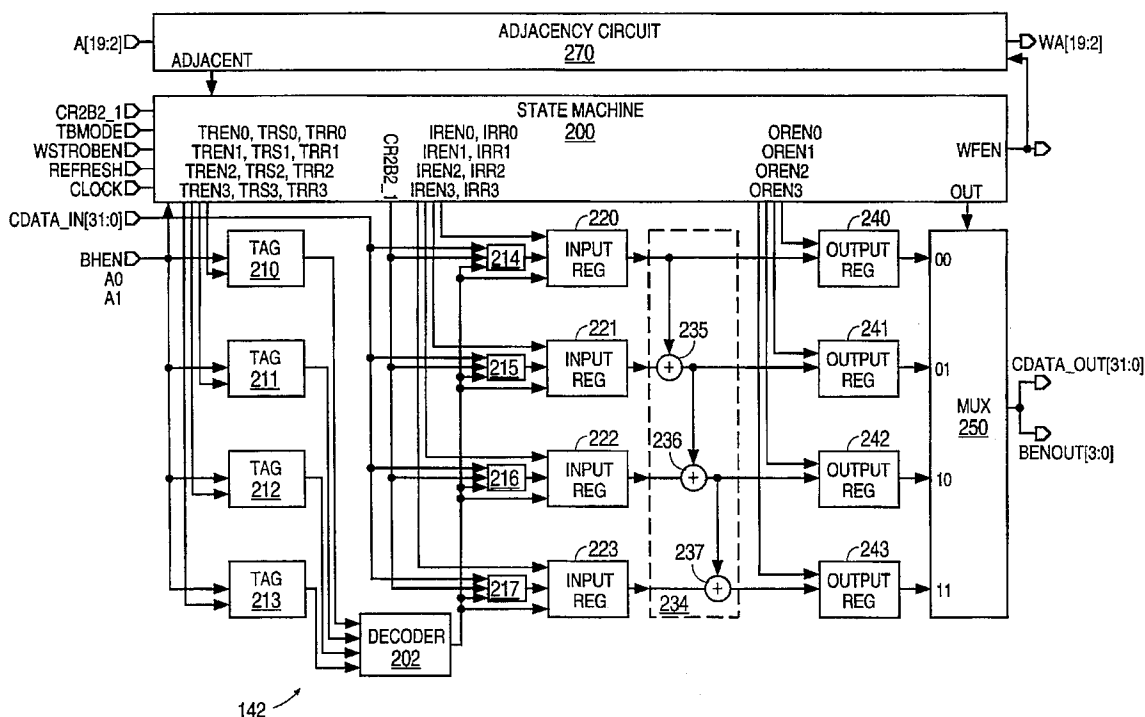 A[19:2]
ADJACENCY CIRCUIT
270
WA[19:2]
ADJACENT
CR2B2_1
TBMODE
WSTROBEN
REFRESH
CLOCK
STATE MACHINE
200
TREN0, TRS0, TRR0
TREN1, TRS1, TRR1
TREN2, TRS2, TRR2
TREN3, TRS3, TRR3
CR2B2_1
IREN0, IRR0
IREN1, IRR1
IREN2, IRR2
IREN3, IRR3
OREN0
OREN1
OREN2
OREN3
WFEN
OUT
CDATA_IN[31:0]
BHEN
A0
A1
TAG
210
214
220
INPUT
REG
240
OUTPUT
REG
00
TAG
211
215
221
INPUT
REG
235
241
OUTPUT
REG
01
MUX
250
CDATA_OUT[31:0]
BENOUT[3:0]
TAG
212
216
222
INPUT
REG
236
242
OUTPUT
REG
10
TAG
213
217
223
INPUT
REG
237
234
243
OUTPUT
REG
11
DECODER
202
142